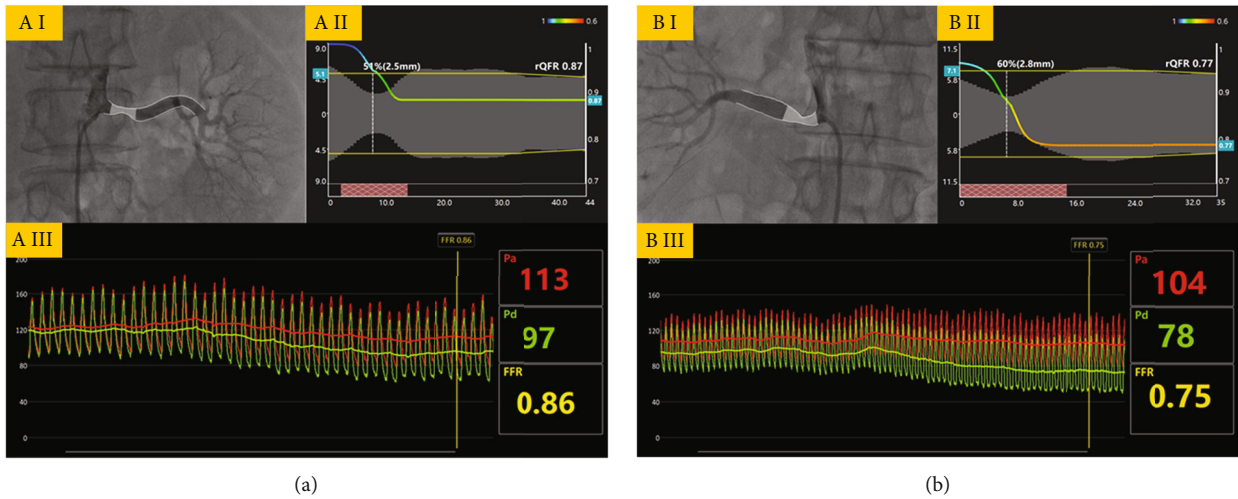 A I
A II
1 0.6
9.0 1
51%(2.5mm) rQFR 0.87
5.1
4.5
0.9
0.87
0
0.8
4.5
9.0 0.7
0 10.0 20.0 30.0 44
A III
FFR 0.86
200
160
120
80
40
0
Pa
113
Pd
97
FFR
0.86
(a)
B I
B II
1 0.6
11.5 1
60%(2.8mm) rQFR 0.77
7.1
5.8
0.9
0
0.8
0.77
5.8
11.5 0.7
0 8.0 16.0 24.0 35
B III
FFR 0.75
200
160
120
80
40
0
Pa
104
Pd
78
FFR
0.75
(b)